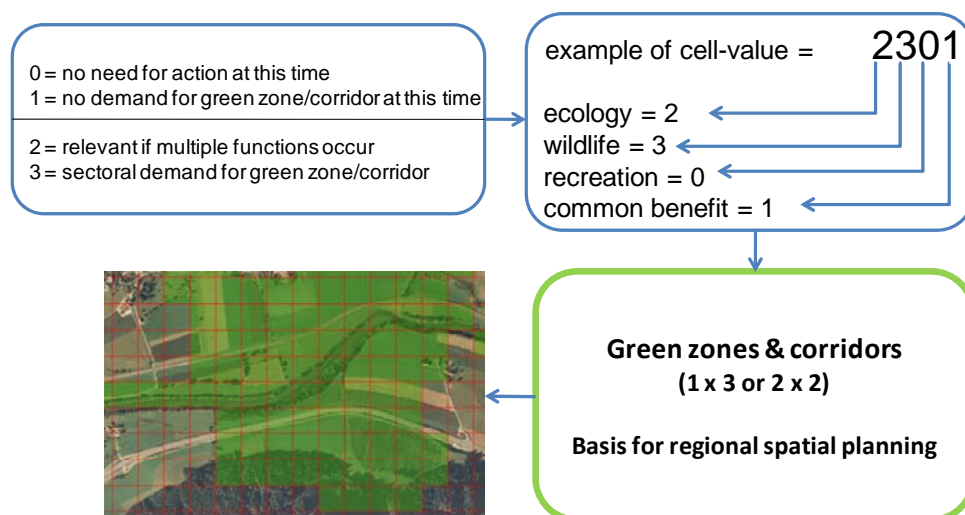 0 = no need for action at this time
1 = no demand for green zone/corridor at this time
2 = relevant if multiple functions occur
3 = sectoral demand for green zone/corridor
example of cell-value = 2301
ecology = 2
wildlife = 3
recreation = 0
common benefit = 1
Green zones & corridors
(1 x 3 or 2 x 2)
Basis for regional spatial planning